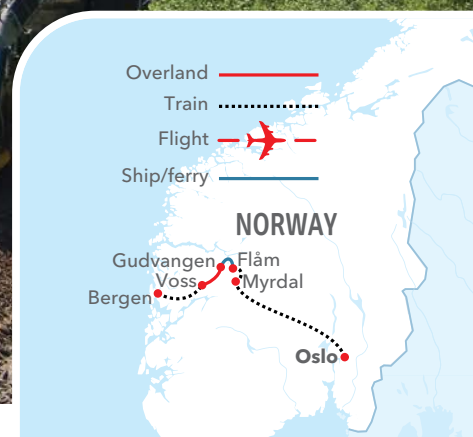 Overland
Train
Flight
Ship/ferry
NORWAY
Gudvangen
Flåm
Voss
Myrdal
Bergen
Oslo